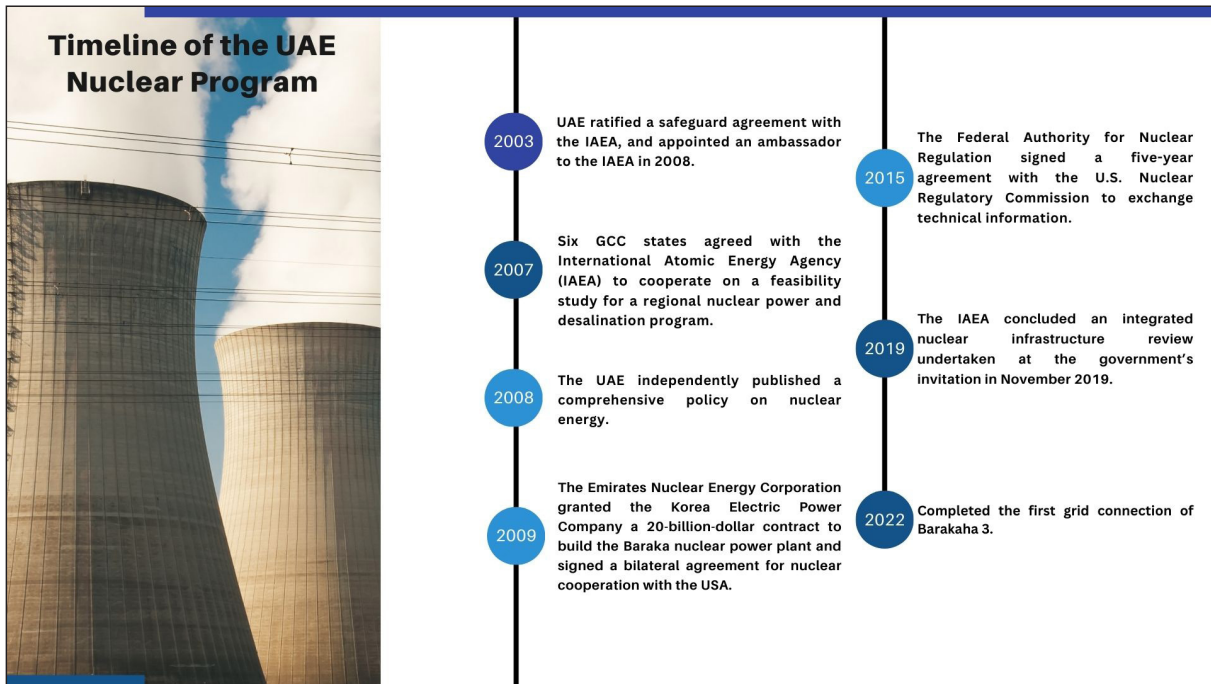 Timeline of the UAE
Nuclear Program
2003
UAE ratified a safeguard agreement with
the IAEA, and appointed an ambassador
to the IAEA in 2008.
2007
Six GCC states agreed with the
International Atomic Energy Agency
(IAEA) to cooperate on a feasibility
study for a regional nuclear power and
desalination program.
2008
The UAE independently published a
comprehensive policy on nuclear
energy.
2009
The Emirates Nuclear Energy Corporation
granted the Korea Electric Power
Company a 20-billion-dollar contract to
build the Baraka nuclear power plant and
signed a bilateral agreement for nuclear
cooperation with the USA.
2015
The Federal Authority for Nuclear
Regulation signed a five-year
agreement with the U.S. Nuclear
Regulatory Commission to exchange
technical information.
2019
The IAEA concluded an integrated
nuclear infrastructure review
undertaken at the government's
invitation in November 2019.
2022
Completed the first grid connection of
Barakaha 3.